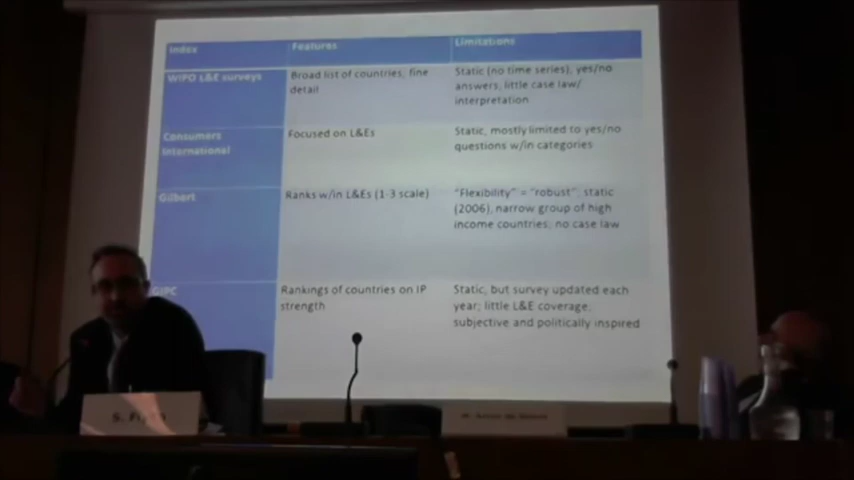 Index Features Limitations
WIPO L&E surveys Broad list of countries, fine detail Static (no time series), yes/no answers, little case law/ interpretation
Consumers International Focused on L&Es Static, mostly limited to yes/no questions w/in categories
Gilbert Ranks w/in L&Es (1-3 scale) "Flexibility" = "robust", static (2006), narrow group of high income countries, no case law
GIPC Rankings of countries on IP strength Static, but survey updated each year; little L&E coverage, subjective and politically inspired
S.